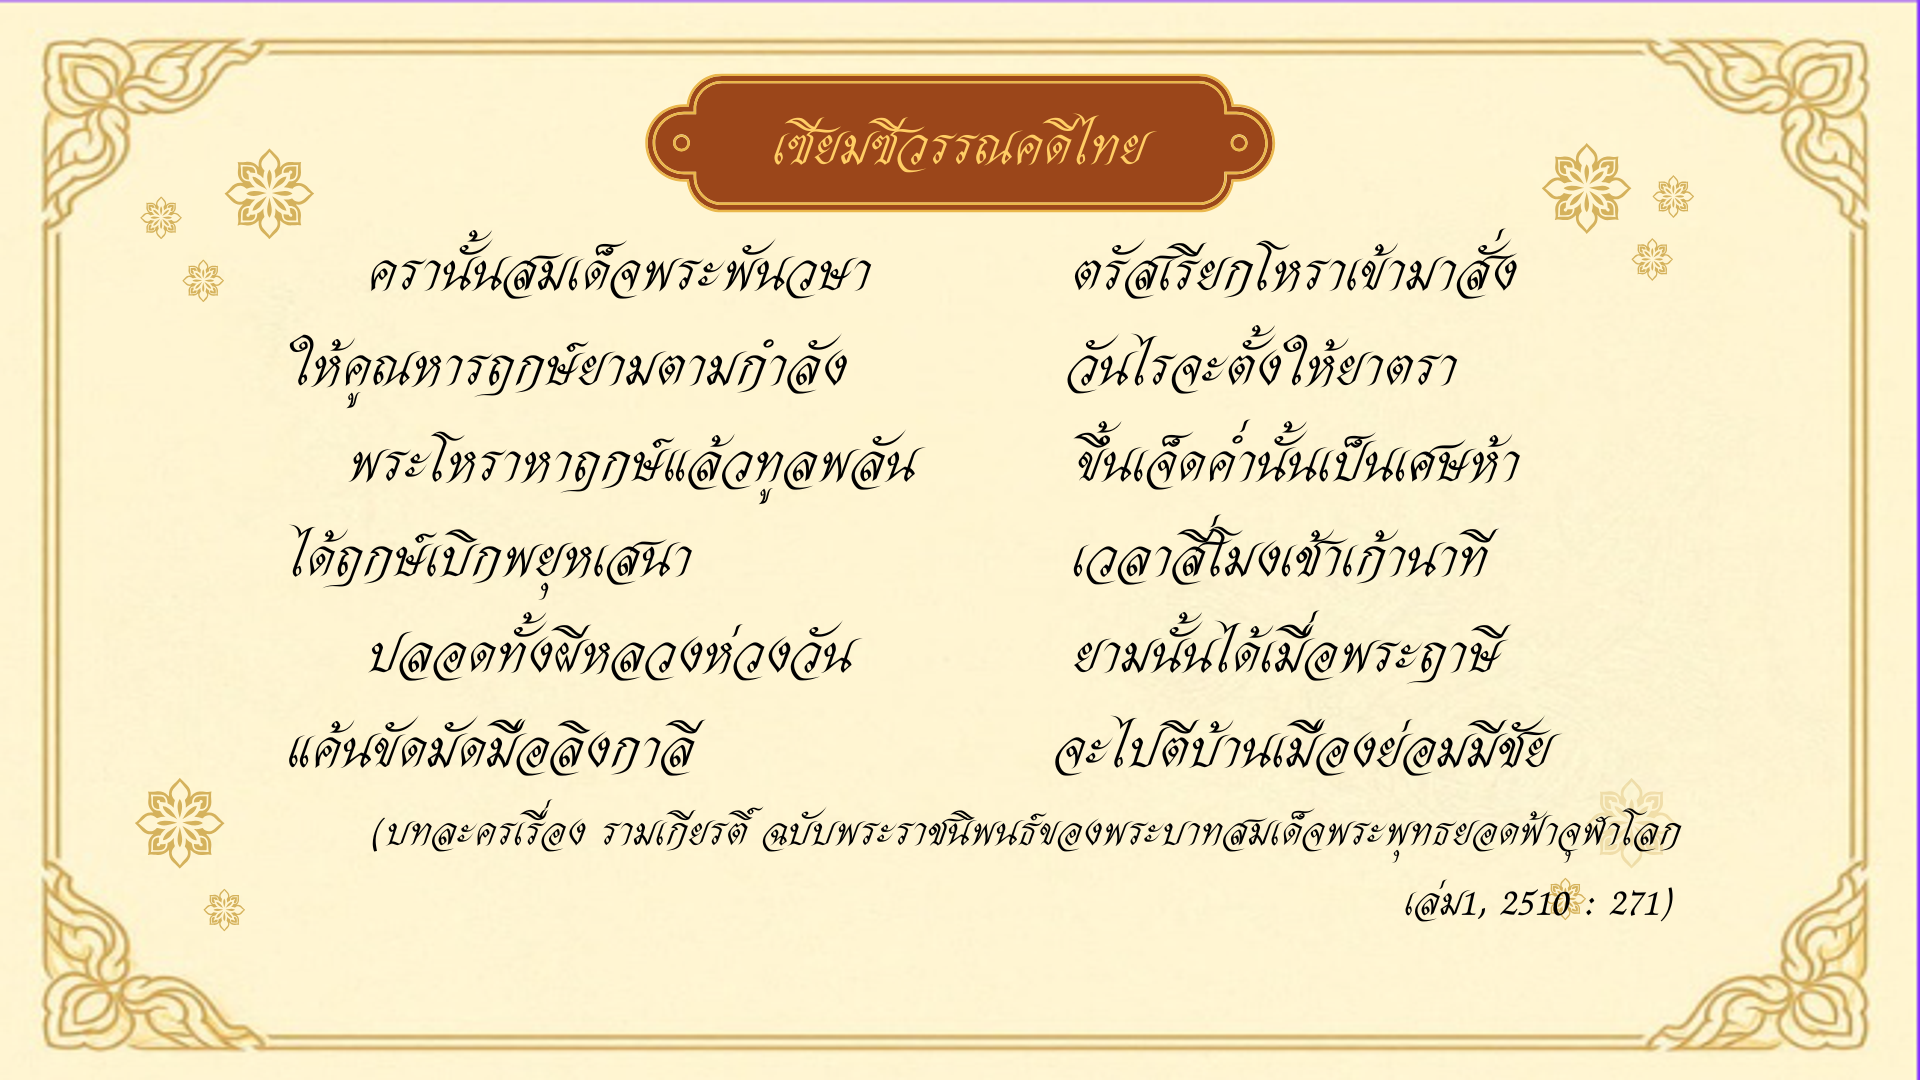 เซียมซีวรรณคดีไทย
ครานั้นสมเด็จพระพันวษา ตรัสเรียกโหราเข้ามาสั่ง
ให้คูณหารฤกษ์ยามตามกำลัง วันไรจะตั้งให้ยาตรา
พระโหราหาฤกษ์แล้วทูลพลัน ขึ้นเจ็ดค่ำนั้นเป็นเศษห้า
ได้ฤกษ์เบิกพยุหเสนา เวลาสี่โมงเช้าเก้านาที
ปลอดทั้งผีหลวงห่วงวัน ยามนั้นได้เมื่อพระฤาษี
แค้นขัดมัดมือลิงกาลี จะไปตีบ้านเมืองย่อมมีชัย
(บทละครเรื่อง รามเกียรติ์ ฉบับพระราชนิพนธ์ของพระบาทสมเด็จพระพุทธยอดฟ้าจุฬาโลก
เล่ม1, 2510 : 271)